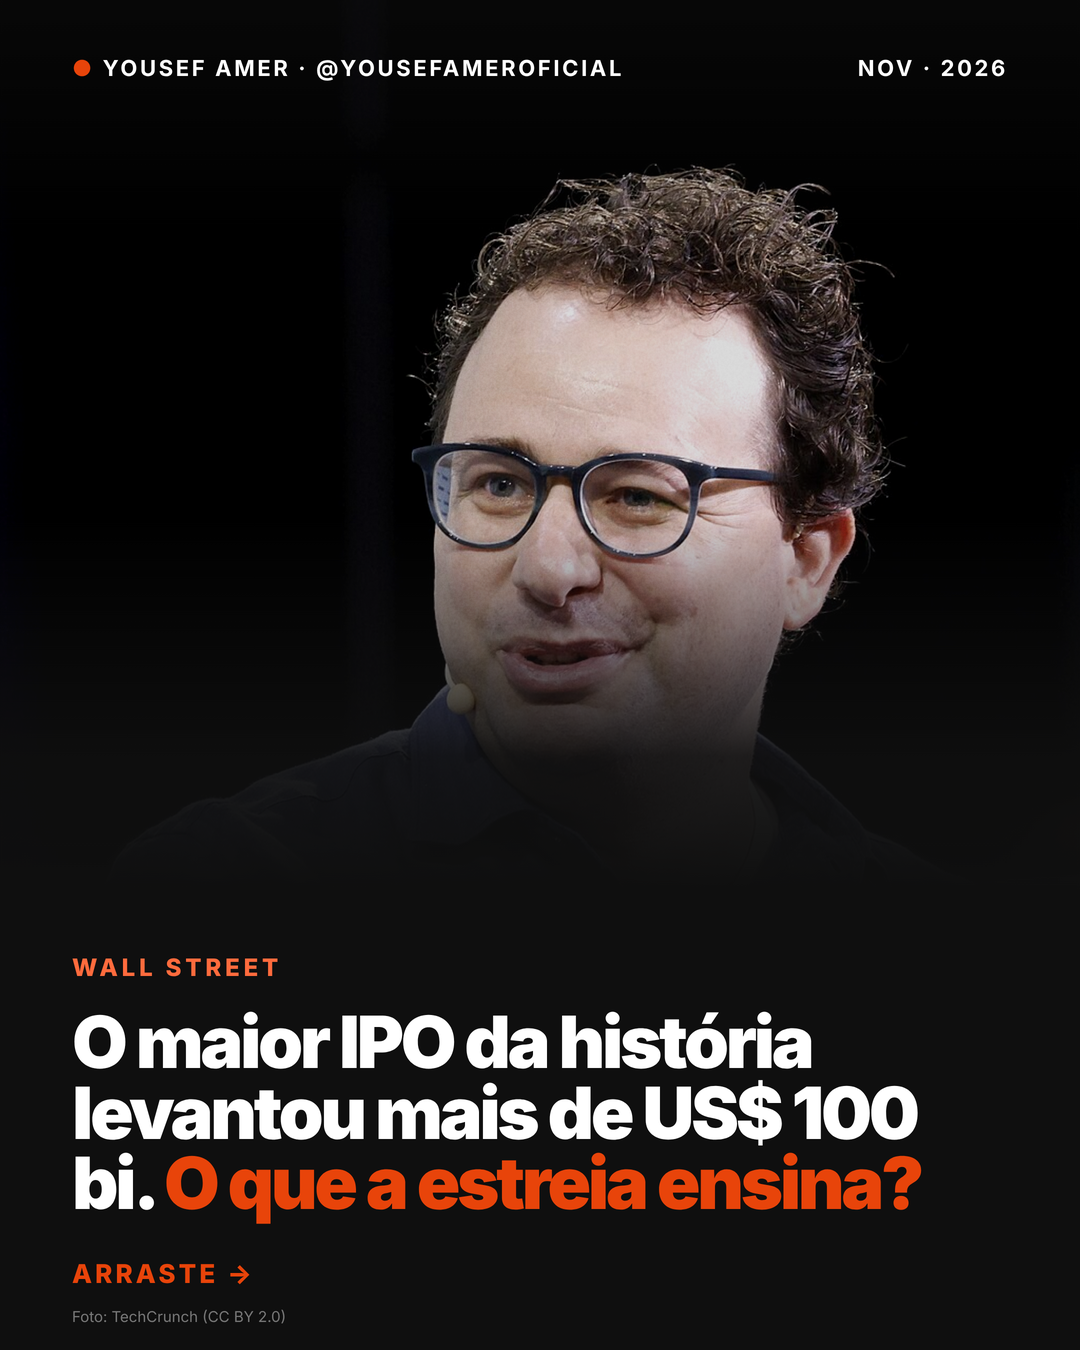 YOUSEF AMER · @YOUSEFAMEROFICIAL
NOV · 2026
WALL STREET
O maior IPO da história
levantou mais de US$ 100
bi. O que a estreia ensina?
ARRASTE →
Foto: TechCrunch (CC BY 2.0)